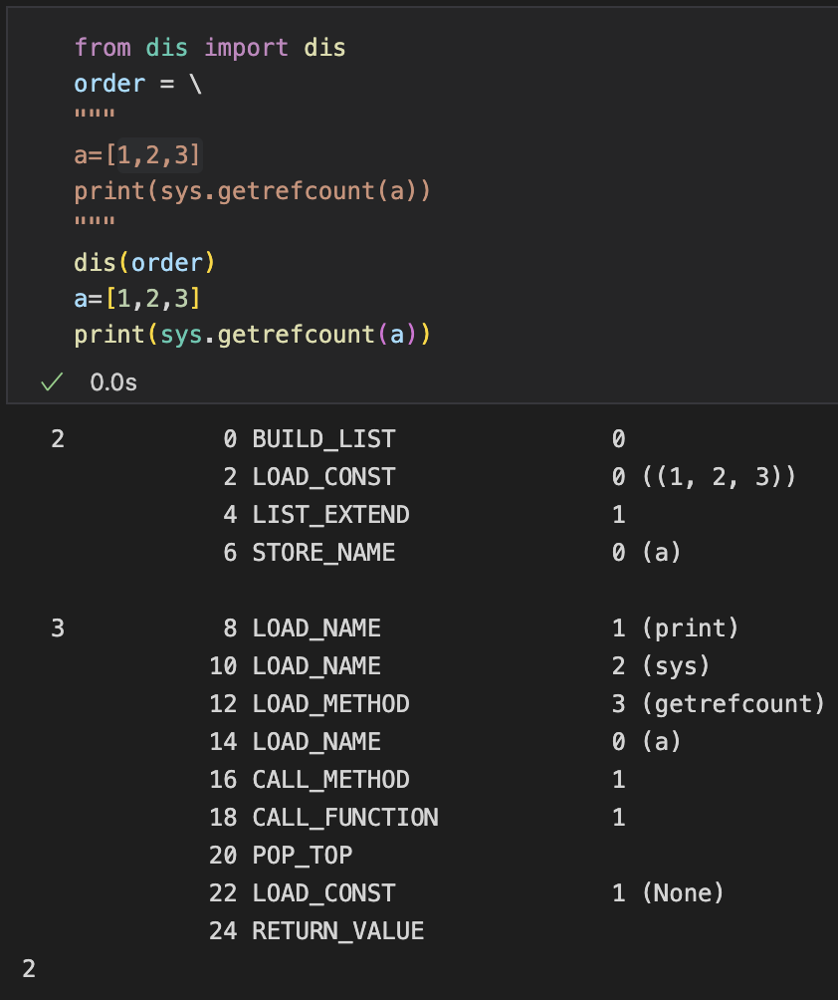 from dis import dis
order = \
"""
a=[1,2,3]
print(sys.getrefcount(a))
"""
dis(order)
a=[1,2,3]
print(sys.getrefcount(a))
✓ 0.0s
2 0 BUILD_LIST 0
2 LOAD_CONST 0 ((1, 2, 3))
4 LIST_EXTEND 1
6 STORE_NAME 0 (a)
3 8 LOAD_NAME 1 (print)
10 LOAD_NAME 2 (sys)
12 LOAD_METHOD 3 (getrefcount)
14 LOAD_NAME 0 (a)
16 CALL_METHOD 1
18 CALL_FUNCTION 1
20 POP_TOP
22 LOAD_CONST 1 (None)
24 RETURN_VALUE
2